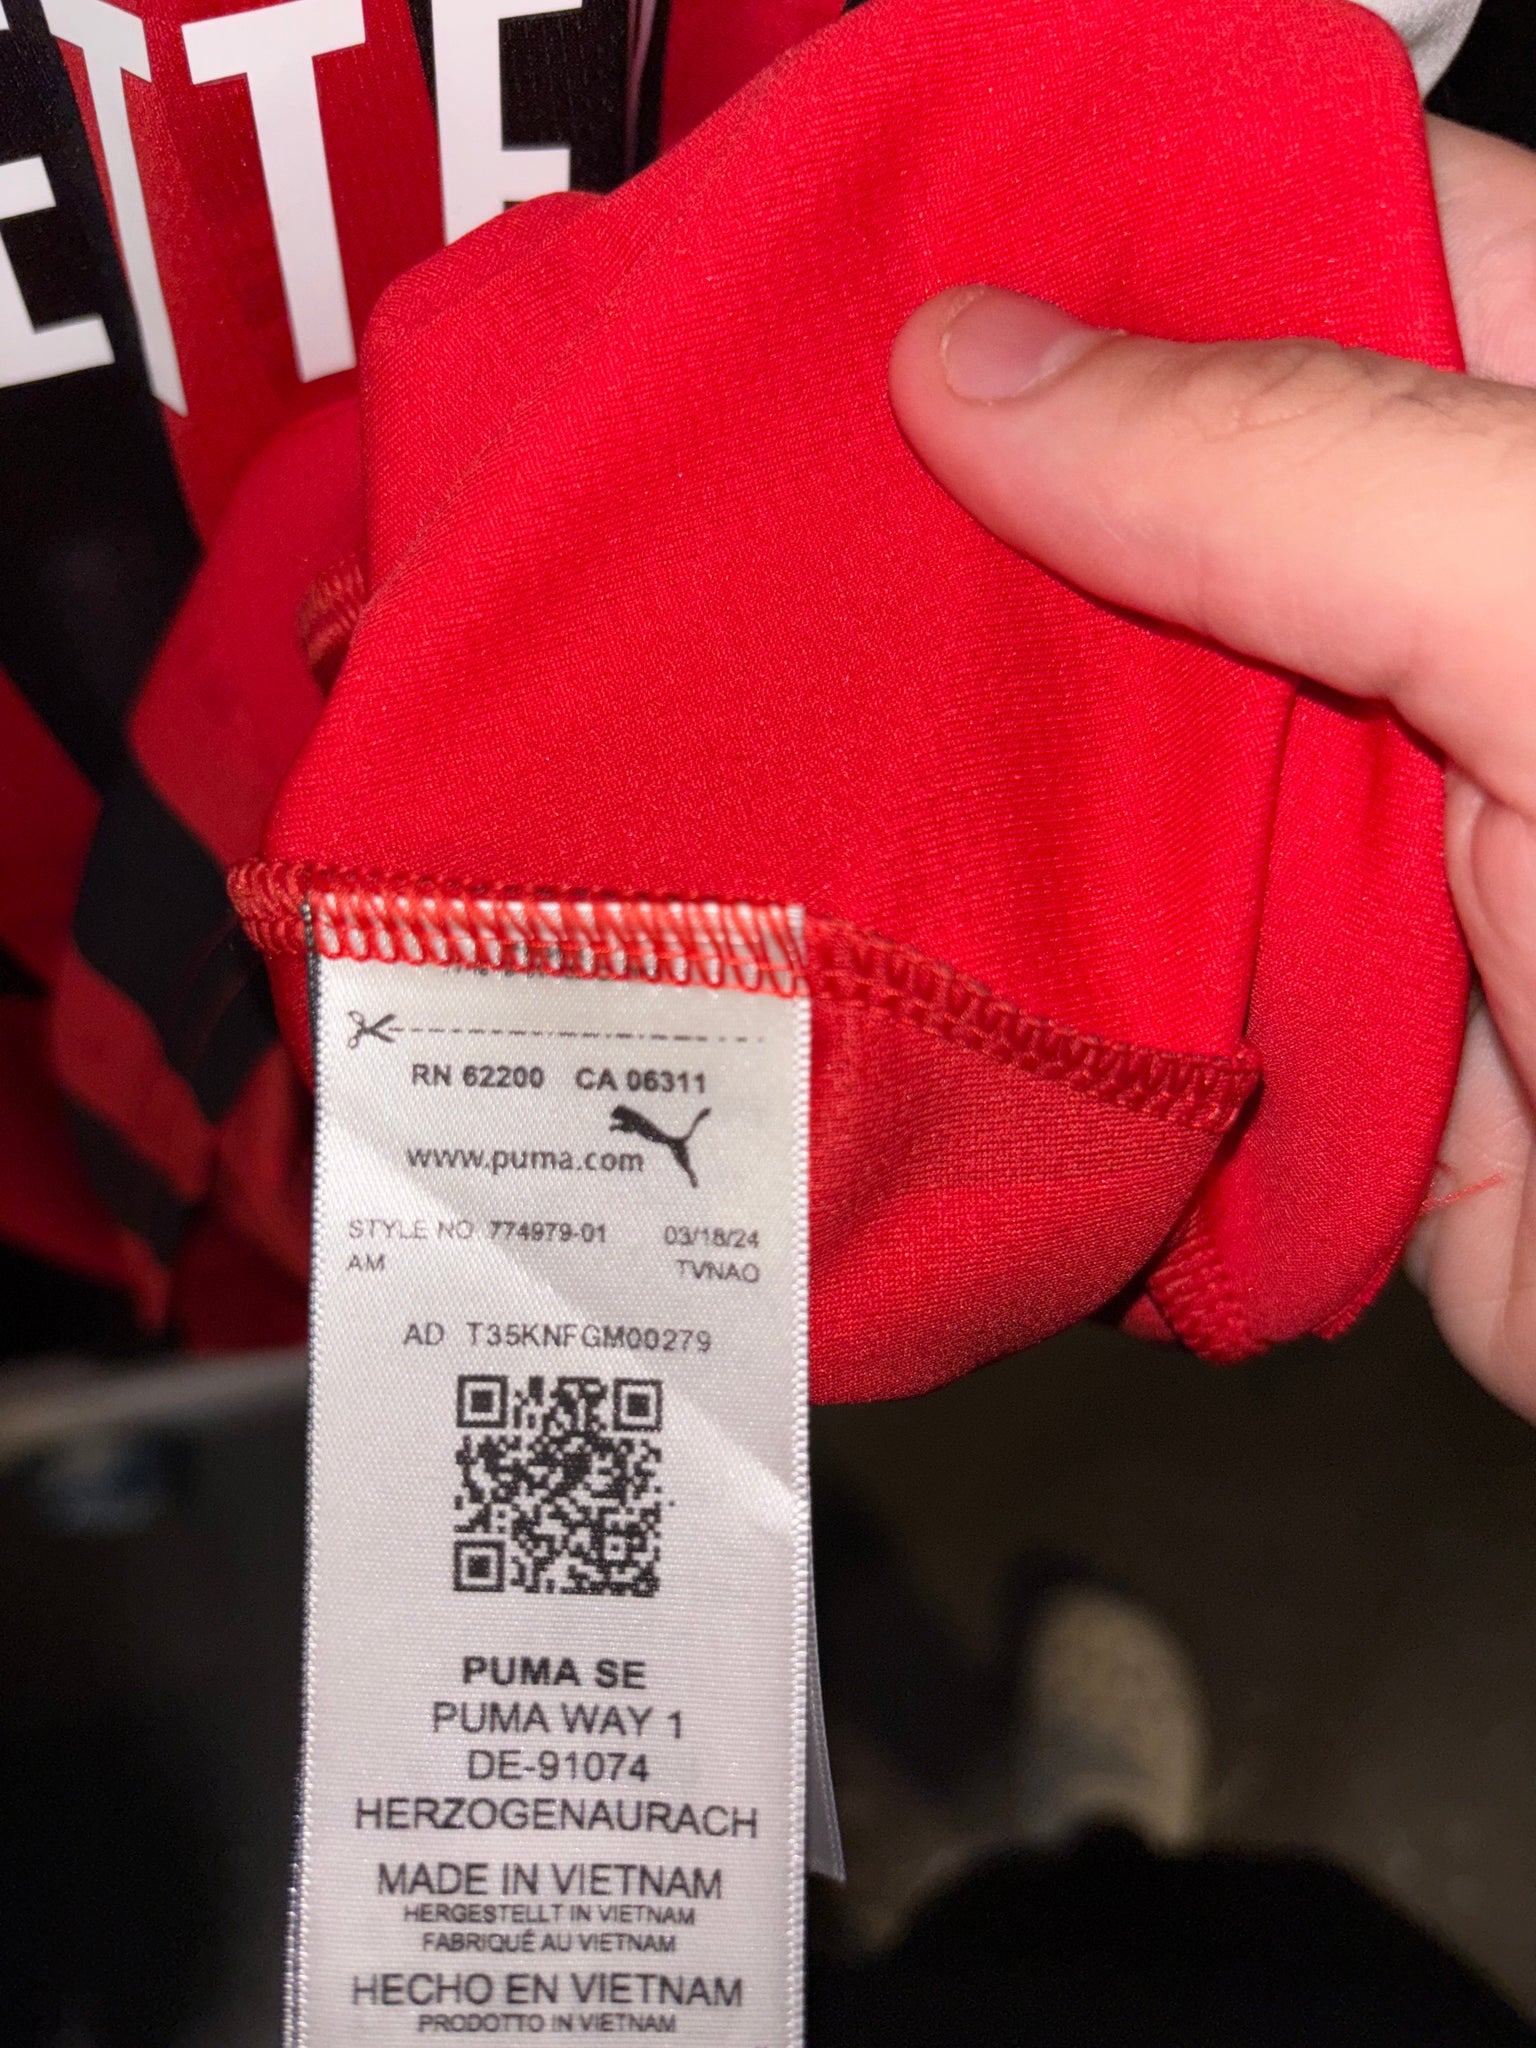 ETTE
RN 62200 CA 06311
www.puma.com
STYLE NO 774979-01 03/18/24
AM TVNAO
AD T35KNFGM00279
PUMA SE
PUMA WAY 1
DE-91074
HERZOGENAURACH
MADE IN VIETNAM
HERGESTELLT IN VIETNAM
FABRIQUÉ AU VIETNAM
HECHO EN VIETNAM
PRODOTTO IN VIETNAM